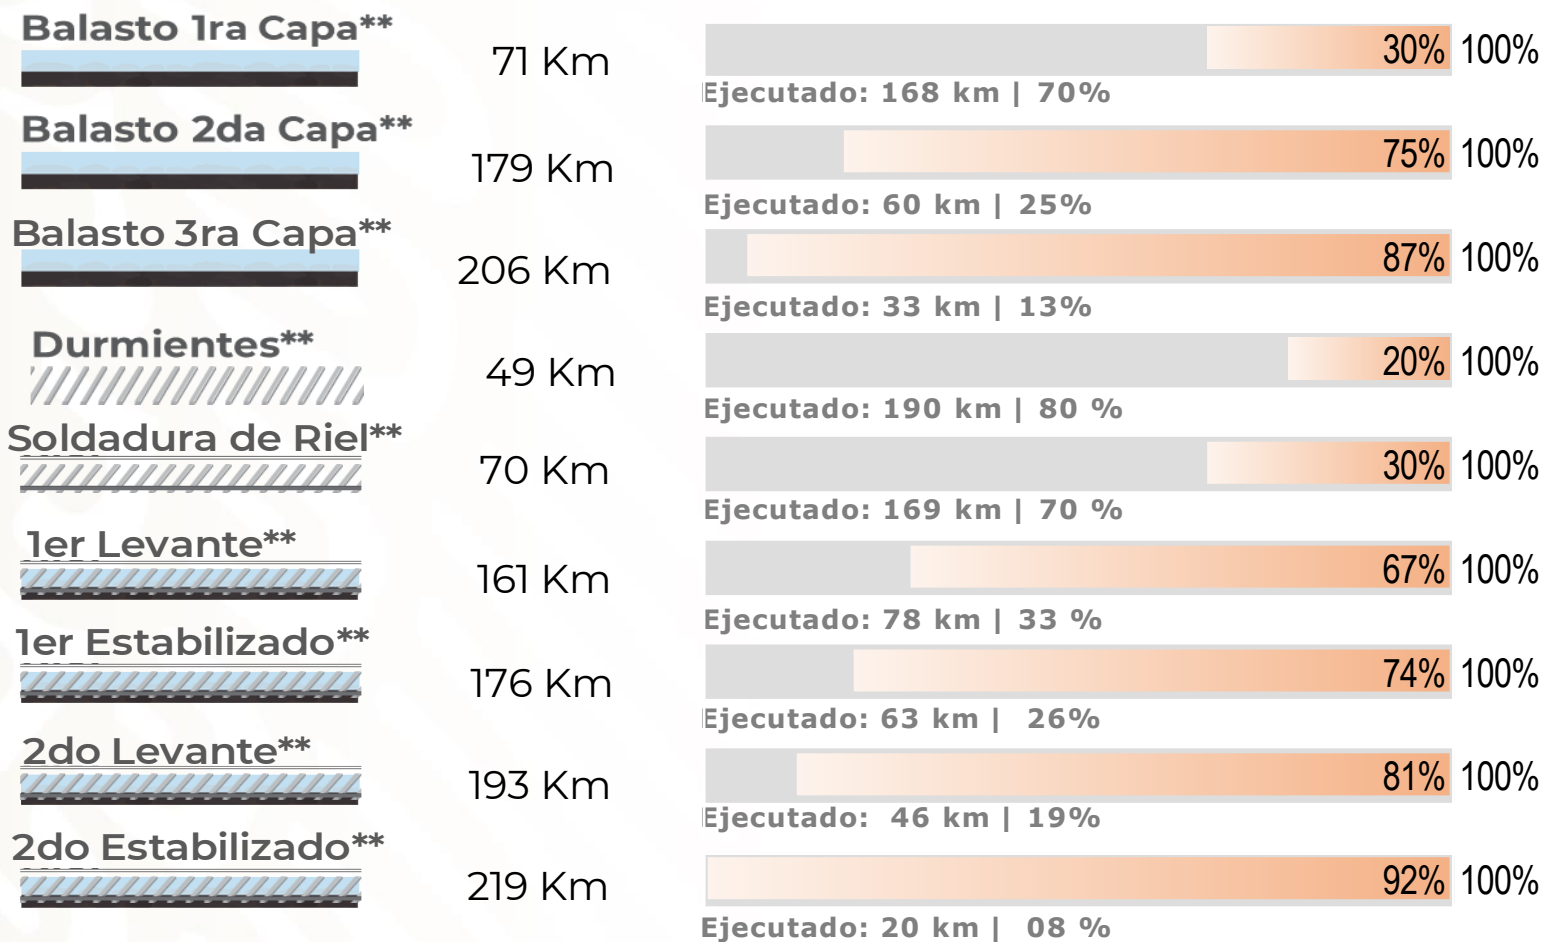 Balasto 1ra Capa**
71 Km
30% 100%
Ejecutado: 168 km | 70%
Balasto 2da Capa**
179 Km
75% 100%
Ejecutado: 60 km | 25%
Balasto 3ra Capa**
206 Km
87% 100%
Ejecutado: 33 km | 13%
Durmientes**
49 Km
20% 100%
Ejecutado: 190 km | 80 %
Soldadura de Riel**
70 Km
30% 100%
Ejecutado: 169 km | 70 %
1er Levante**
161 Km
67% 100%
Ejecutado: 78 km | 33 %
1er Estabilizado**
176 Km
74% 100%
Ejecutado: 63 km | 26%
2do Levante**
193 Km
81% 100%
Ejecutado: 46 km | 19%
2do Estabilizado**
219 Km
92% 100%
Ejecutado: 20 km | 08 %